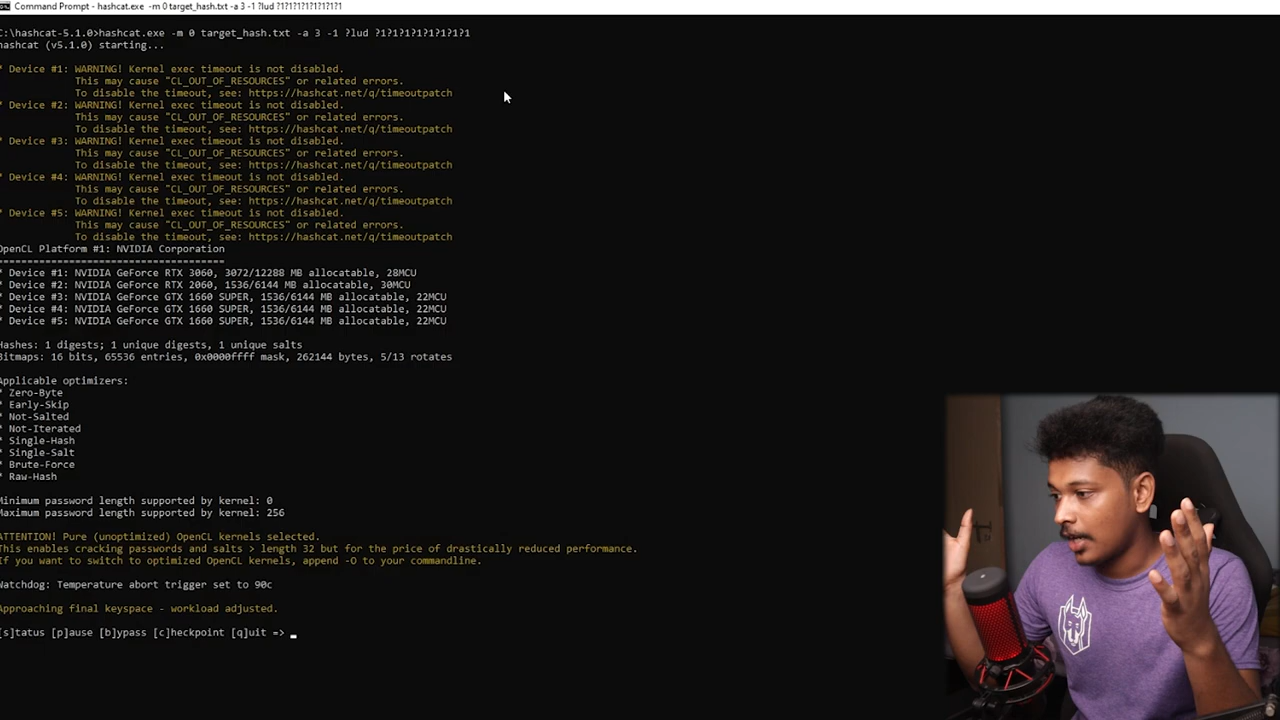 Command Prompt - hashcat.exe -m 0 target_hash.txt -a 3 -1 ?lud ?1?1?1?1?1?1?1
C:\hashcat-5.1.0>hashcat.exe -m 0 target_hash.txt -a 3 -1 ?lud ?1?1?1?1?1?1?1?1
hashcat (v5.1.0) starting...
* Device #1: WARNING! Kernel exec timeout is not disabled.
This may cause "CL_OUT_OF_RESOURCES" or related errors.
To disable the timeout, see: https://hashcat.net/q/timeoutpatch
* Device #2: WARNING! Kernel exec timeout is not disabled.
This may cause "CL_OUT_OF_RESOURCES" or related errors.
To disable the timeout, see: https://hashcat.net/q/timeoutpatch
* Device #3: WARNING! Kernel exec timeout is not disabled.
This may cause "CL_OUT_OF_RESOURCES" or related errors.
To disable the timeout, see: https://hashcat.net/q/timeoutpatch
* Device #4: WARNING! Kernel exec timeout is not disabled.
This may cause "CL_OUT_OF_RESOURCES" or related errors.
To disable the timeout, see: https://hashcat.net/q/timeoutpatch
* Device #5: WARNING! Kernel exec timeout is not disabled.
This may cause "CL_OUT_OF_RESOURCES" or related errors.
To disable the timeout, see: https://hashcat.net/q/timeoutpatch
OpenCL Platform #1: NVIDIA Corporation
======================================
* Device #1: NVIDIA GeForce RTX 3060, 3072/12288 MB allocatable, 28MCU
* Device #2: NVIDIA GeForce RTX 2060, 1536/6144 MB allocatable, 30MCU
* Device #3: NVIDIA GeForce GTX 1660 SUPER, 1536/6144 MB allocatable, 22MCU
* Device #4: NVIDIA GeForce GTX 1660 SUPER, 1536/6144 MB allocatable, 22MCU
* Device #5: NVIDIA GeForce GTX 1660 SUPER, 1536/6144 MB allocatable, 22MCU
Hashes: 1 digests; 1 unique digests, 1 unique salts
Bitmaps: 16 bits, 65536 entries, 0x0000ffff mask, 262144 bytes, 5/13 rotates
Applicable optimizers:
* Zero-Byte
* Early-Skip
* Not-Salted
* Not-Iterated
* Single-Hash
* Single-Salt
* Brute-Force
* Raw-Hash
Minimum password length supported by kernel: 0
Maximum password length supported by kernel: 256
ATTENTION! Pure (unoptimized) OpenCL kernels selected.
This enables cracking passwords and salts > length 32 but for the price of drastically reduced performance.
If you want to switch to optimized OpenCL kernels, append -O to your commandline.
Watchdog: Temperature abort trigger set to 90c
Approaching final keyspace - workload adjusted.
[s]tatus [p]ause [b]ypass [c]heckpoint [q]uit => _